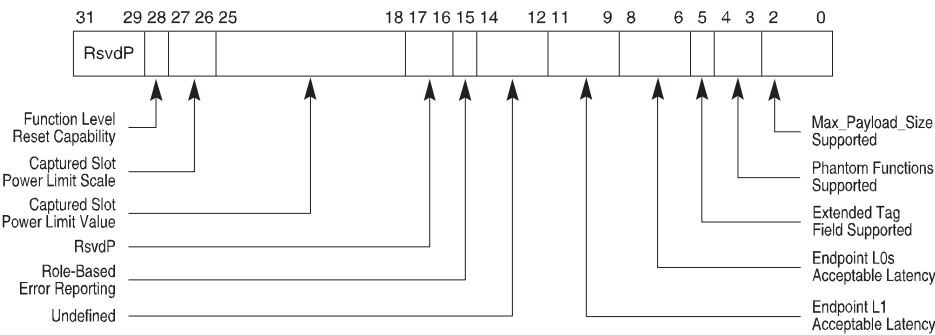 31 29 28 27 26 25 18 17 16 15 14 12 11 9 8 6 5 4 3 2 0
RsvdP
Function Level
Reset Capability
Captured Slot
Power Limit Scale
Captured Slot
Power Limit Value
RsvdP
Role-Based
Error Reporting
Undefined
Max_Payload_Size
Supported
Phantom Functions
Supported
Extended Tag
Field Supported
Endpoint L0s
Acceptable Latency
Endpoint L1
Acceptable Latency